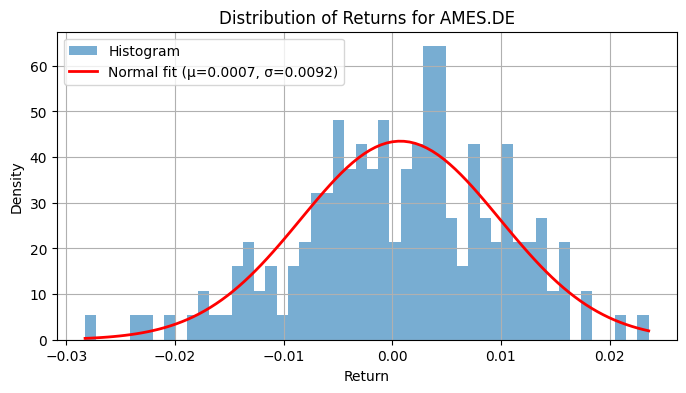 Distribution of Returns for AMES.DE
Histogram
Normal fit (μ=0.0007, σ=0.0092)
Density
60
50
40
30
20
10
0
−0.03 −0.02 −0.01 0.00 0.01 0.02
Return